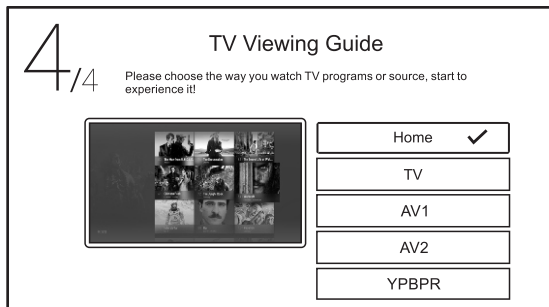 4/4
TV Viewing Guide
Please choose the way you watch TV programs or source, start to
experience it!
Home
TV
AV1
AV2
YPBPR